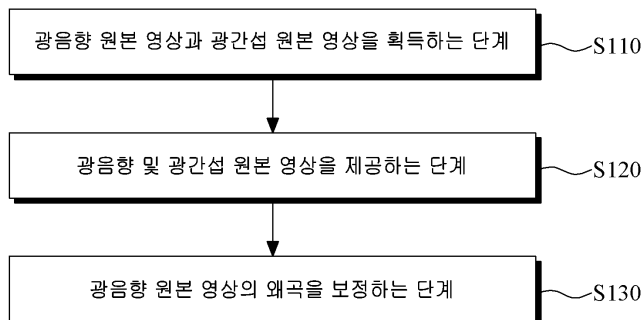 광음향 원본 영상과 광간섭 원본 영상을 획득하는 단계 S110
광음향 및 광간섭 원본 영상을 제공하는 단계 S120
광음향 원본 영상의 왜곡을 보정하는 단계 S130